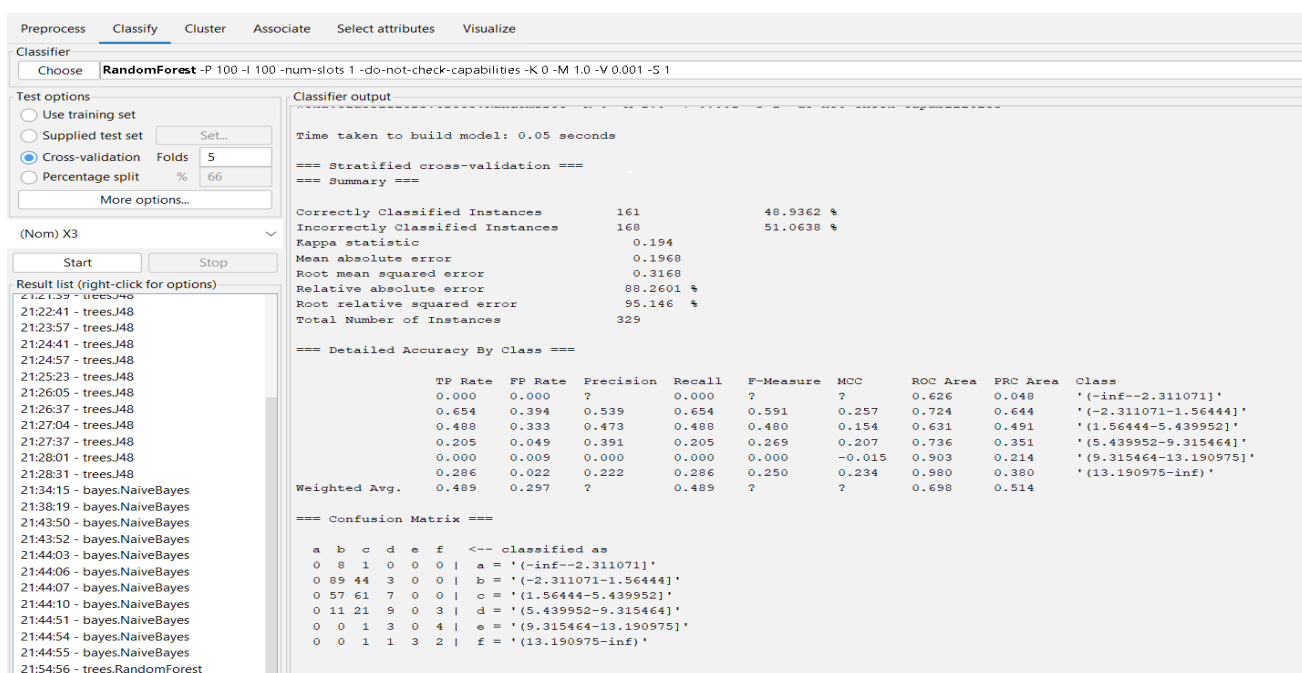 Preprocess Classify Cluster Associate Select attributes Visualize
Classifier
Choose RandomForest -P 100 -I 100 -num-slots 1 -do-not-check-capabilities -K 0 -M 1.0 -V 0.001 -S 1
Test options
Use training set
Supplied test set Set...
Cross-validation Folds 5
Percentage split % 66
More options...
(Nom) X3
Start Stop
Result list (right-click for options)
21:21:59 - trees.J48
21:22:41 - trees.J48
21:23:57 - trees.J48
21:24:41 - trees.J48
21:24:57 - trees.J48
21:25:23 - trees.J48
21:26:05 - trees.J48
21:26:37 - trees.J48
21:27:04 - trees.J48
21:27:37 - trees.J48
21:28:01 - trees.J48
21:28:31 - trees.J48
21:34:15 - bayes.NaiveBayes
21:38:19 - bayes.NaiveBayes
21:43:50 - bayes.NaiveBayes
21:43:52 - bayes.NaiveBayes
21:44:03 - bayes.NaiveBayes
21:44:06 - bayes.NaiveBayes
21:44:07 - bayes.NaiveBayes
21:44:10 - bayes.NaiveBayes
21:44:51 - bayes.NaiveBayes
21:44:54 - bayes.NaiveBayes
21:44:55 - bayes.NaiveBayes
21:54:56 - trees.RandomForest
Classifier output
Time taken to build model: 0.05 seconds
=== Stratified cross-validation ===
=== Summary ===
Correctly Classified Instances 161 48.9362 %
Incorrectly Classified Instances 168 51.0638 %
Kappa statistic 0.194
Mean absolute error 0.1968
Root mean squared error 0.3168
Relative absolute error 88.2601 %
Root relative squared error 95.146 %
Total Number of Instances 329
=== Detailed Accuracy By Class ===
TP Rate FP Rate Precision Recall F-Measure MCC ROC Area PRC Area Class
0.000 0.000 ? 0.000 ? ? 0.626 0.048 '(-inf--2.311071]'
0.654 0.394 0.539 0.654 0.591 0.257 0.724 0.644 '(-2.311071-1.56444]'
0.488 0.333 0.473 0.488 0.480 0.154 0.631 0.491 '(1.56444-5.439952]'
0.205 0.049 0.391 0.205 0.269 0.207 0.736 0.351 '(5.439952-9.315464]'
0.000 0.009 0.000 0.000 0.000 -0.015 0.903 0.214 '(9.315464-13.190975]'
0.286 0.022 0.222 0.286 0.250 0.234 0.980 0.380 '(13.190975-inf)'
Weighted Avg. 0.489 0.297 ? 0.489 ? ? 0.698 0.514
=== Confusion Matrix ===
a b c d e f <-- classified as
0 8 1 0 0 0 | a = '(-inf--2.311071]'
0 89 44 3 0 0 | b = '(-2.311071-1.56444]'
0 57 61 7 0 0 | c = '(1.56444-5.439952]'
0 11 21 9 0 3 | d = '(5.439952-9.315464]'
0 0 1 3 0 4 | e = '(9.315464-13.190975]'
0 0 1 1 3 2 | f = '(13.190975-inf)'